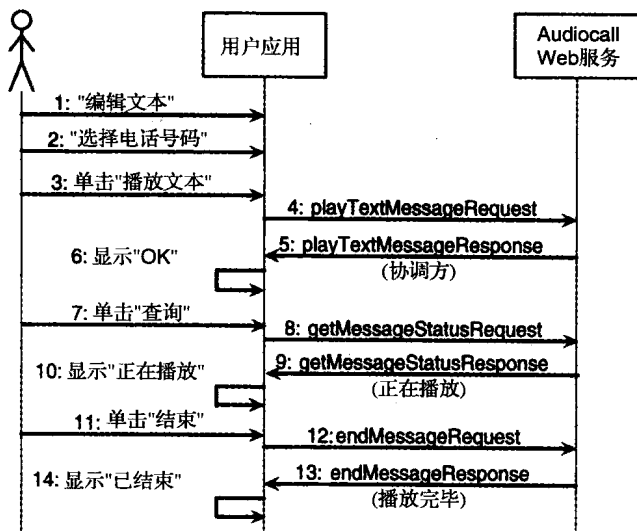 用户应用
Audiocall
Web服务
1: "编辑文本"
2: "选择电话号码"
3: 单击"播放文本"
4: playTextMessageRequest
5: playTextMessageResponse
(协调方)
6: 显示"OK"
7: 单击"查询"
8: getMessageStatusRequest
9: getMessageStatusResponse
(正在播放)
10: 显示"正在播放"
11: 单击"结束"
12: endMessageRequest
13: endMessageResponse
(播放完毕)
14: 显示"已结束"